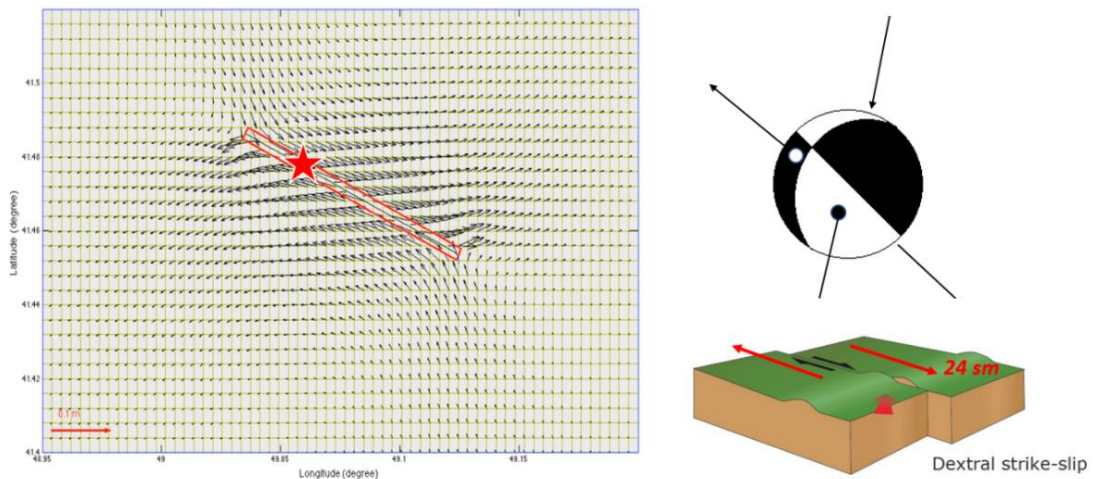 41.5
41.48
41.46
41.44
41.42
41.4
Latitude (degree)
0.1 m
48.95
49
49.05
49.1
49.15
Longitude (degree)
24 sm
Dextral strike-slip